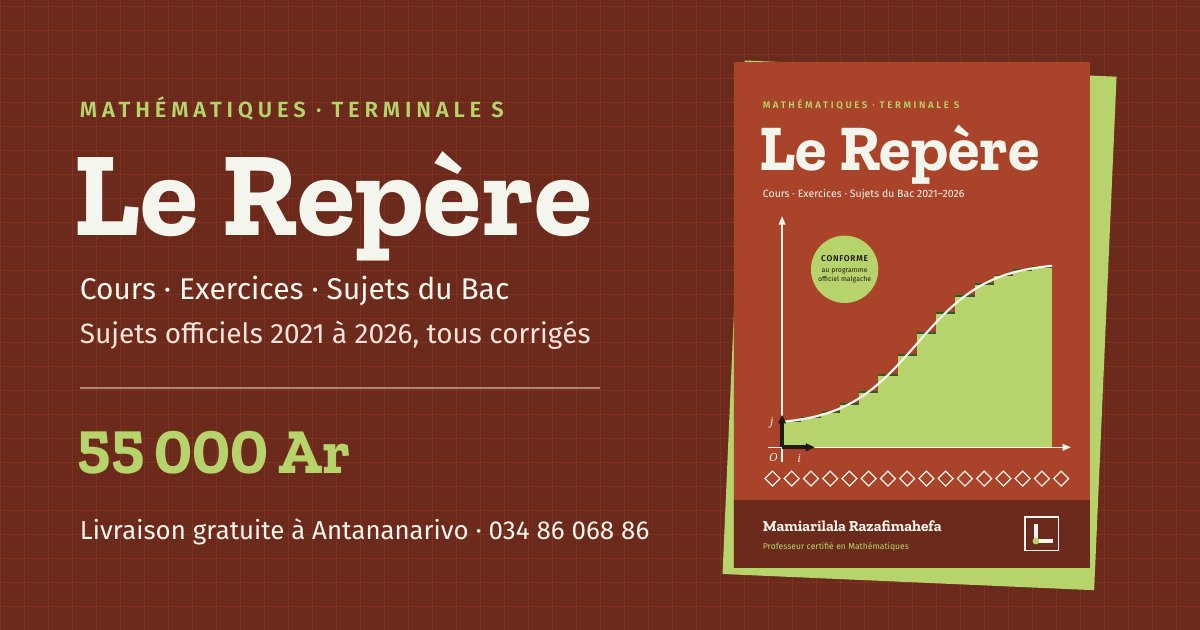 MATHÉMATIQUES · TERMINALE S
Le Repère
Cours · Exercices · Sujets du Bac
Sujets officiels 2021 à 2026, tous corrigés
55 000 Ar
Livraison gratuite à Antananarivo · 034 86 068 86
MATHÉMATIQUES · TERMINALE S
Le Repère
Cours · Exercices · Sujets du Bac 2021–2026
CONFORME
au programme
officiel malgache
j
O i
Mamiarilala Razafimahefa
Professeur certifié en Mathématiques